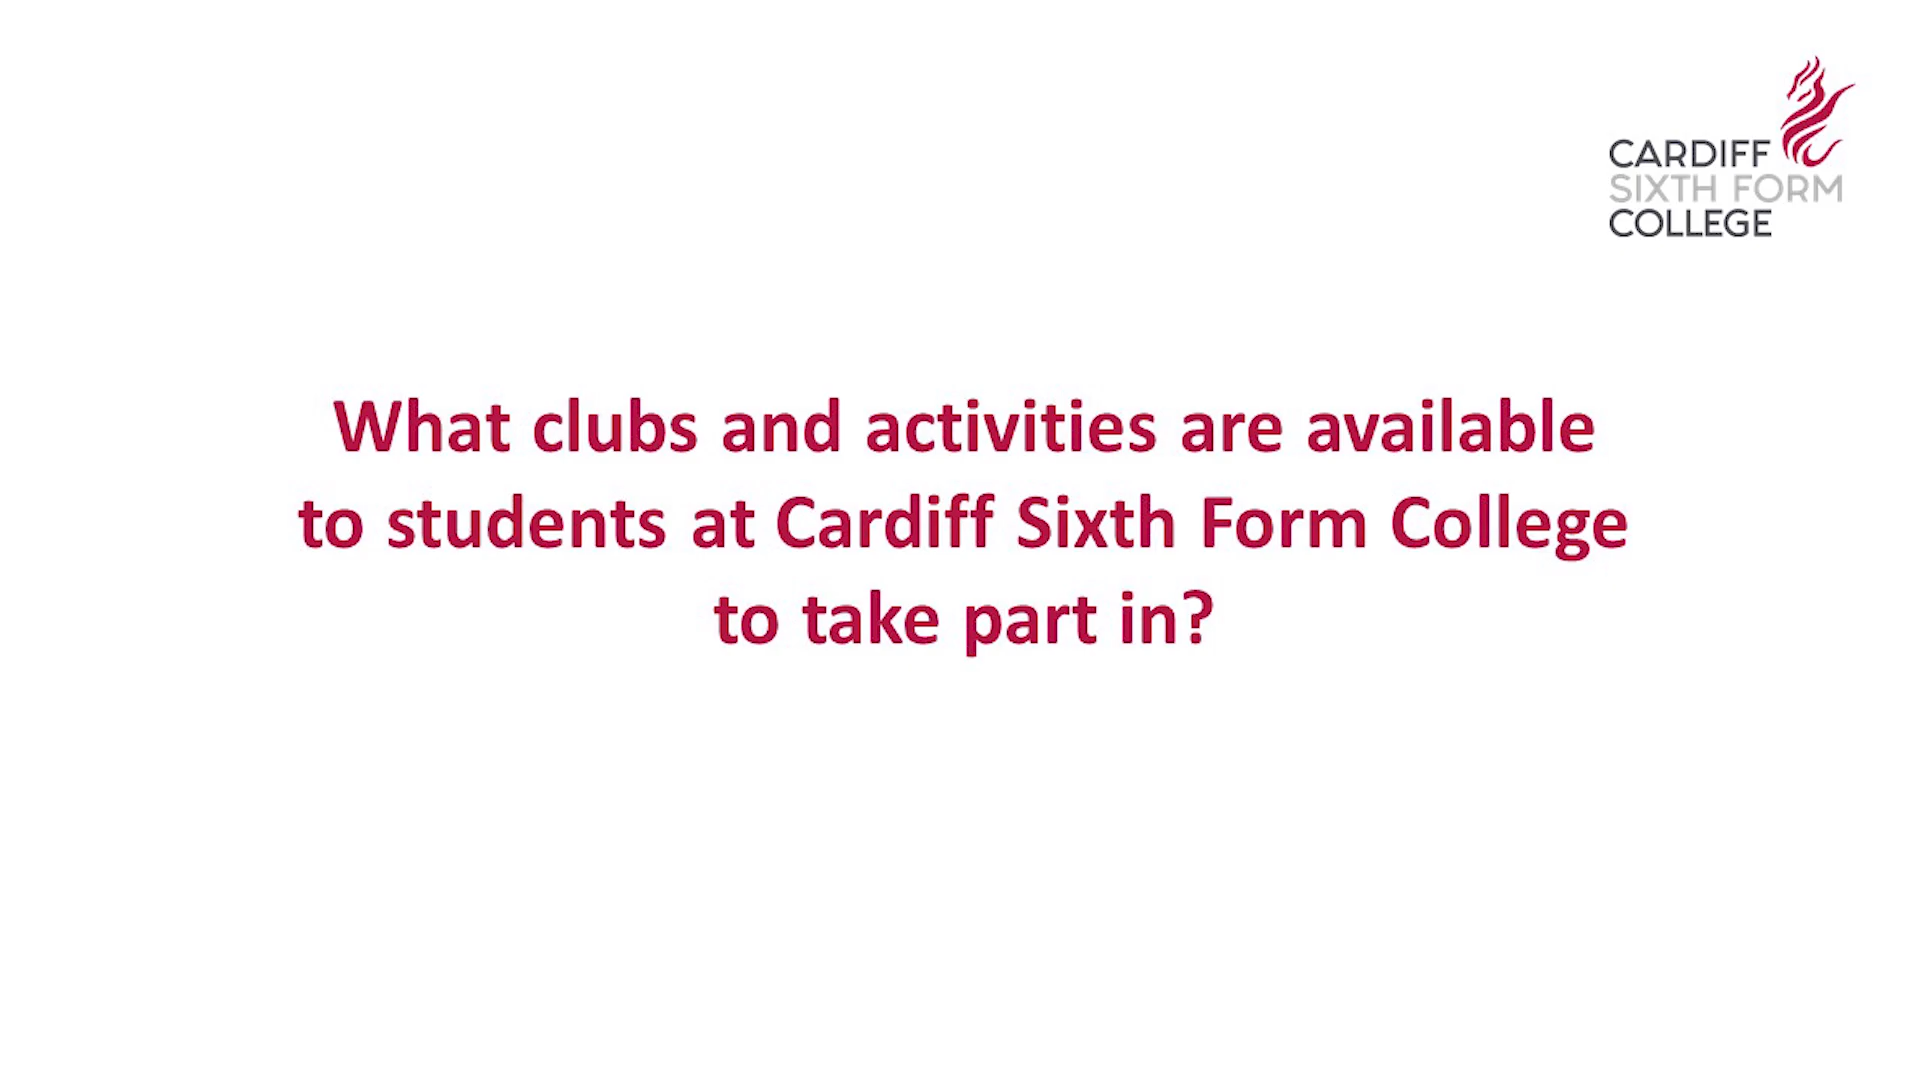 CARDIFF
SIXTH FORM
COLLEGE
What clubs and activities are available
to students at Cardiff Sixth Form College
to take part in?